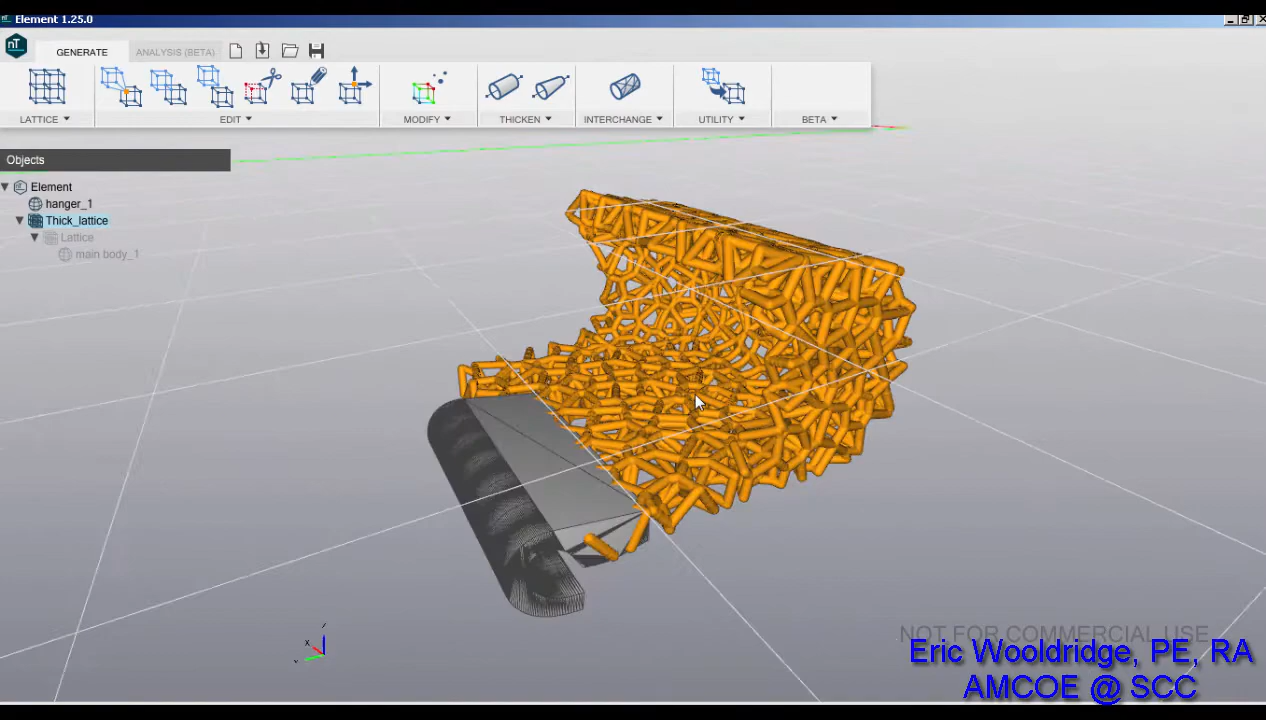 Element 1.25.0
nT
GENERATE
ANALYSIS (BETA)
LATTICE
EDIT
MODIFY
THICKEN
INTERCHANGE
UTILITY
BETA
Objects
Element
hanger_1
Thick_lattice
Lattice
main body_1
X
NOT FOR COMMERCIAL USE
Eric Wooldridge, PE, RA
AMCOE @ SCC